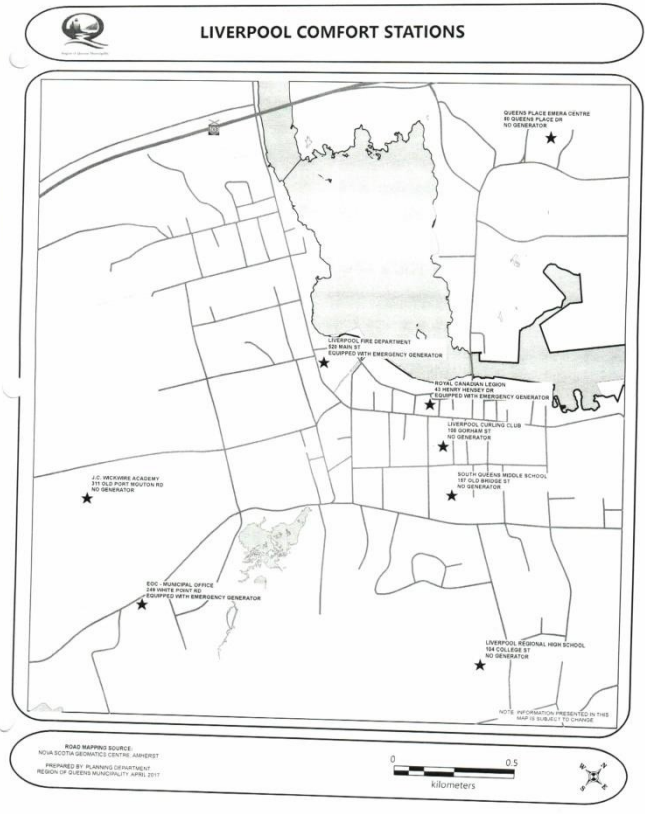 LIVERPOOL COMFORT STATIONS
QUEENS PLACE EMERA CENTRE
50 QUEENS PLACE DR
NO GENERATOR
LIVERPOOL FIRE DEPARTMENT
528 MAIN ST
EQUIPPED WITH EMERGENCY GENERATOR
ROYAL CANADIAN LEGION
43 HENRY HENSEY DR
EQUIPPED WITH EMERGENCY GENERATOR
LIVERPOOL CURLING CLUB
GORHAM ST
NO GENERATOR
J.C. WICKWIRE ACADEMY
311 OLD PORT MOUTON RD
NO GENERATOR
SOUTH QUEENS MIDDLE SCHOOL
157 OLD BRIDGE ST
NO GENERATOR
EOC - MUNICIPAL OFFICE
249 WHITE POINT RD
EQUIPPED WITH EMERGENCY GENERATOR
LIVERPOOL REGIONAL HIGH SCHOOL
104 COLLEGE ST
NO GENERATOR
NOTE: INFORMATION PRESENTED IN THIS
MAP IS SUBJECT TO CHANGE
ROAD MAPPING SOURCE:
NOVA SCOTIA GEOMATICS CENTRE, AMHERST
PREPARED BY: PLANNING DEPARTMENT
REGION OF QUEENS MUNICIPALITY, APRIL 2017
0 0.5
kilometers
W N
S E